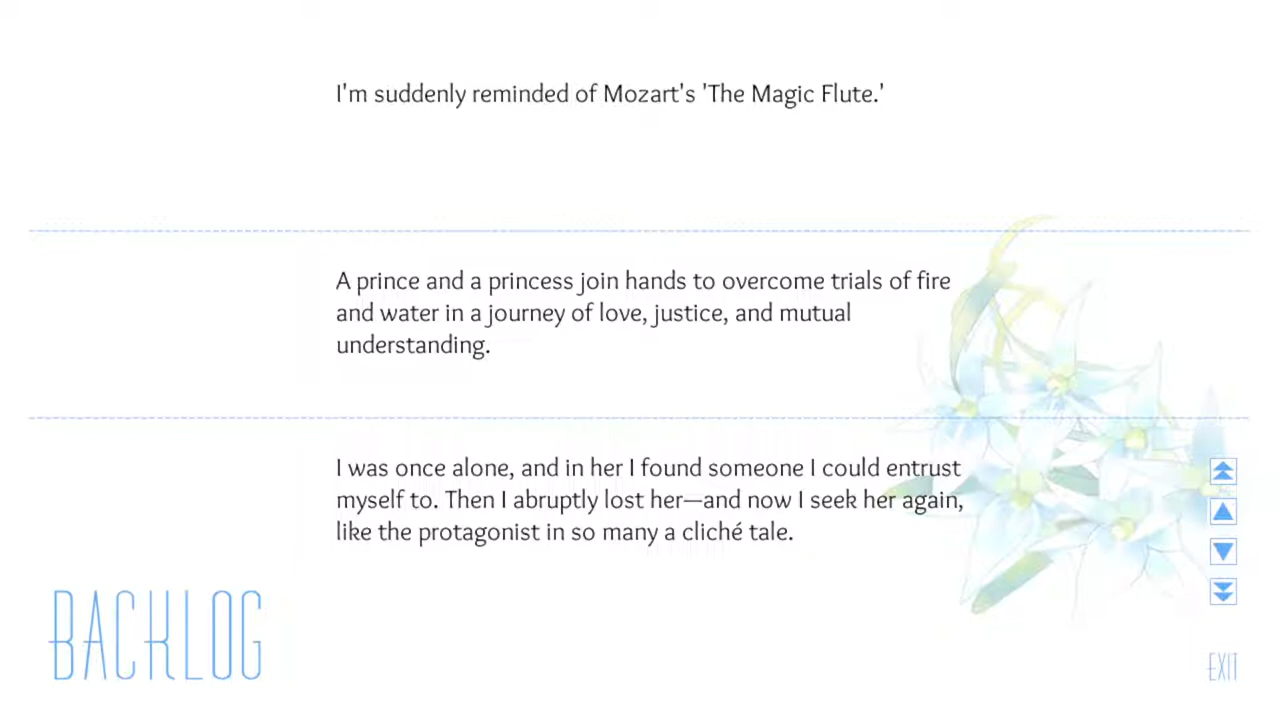 I'm suddenly reminded of Mozart's 'The Magic Flute.'
A prince and a princess join hands to overcome trials of fire
and water in a journey of love, justice, and mutual
understanding.
I was once alone, and in her I found someone I could entrust
myself to. Then I abruptly lost her—and now I seek her again,
like the protagonist in so many a cliché tale.
BACKLOG
EXIT